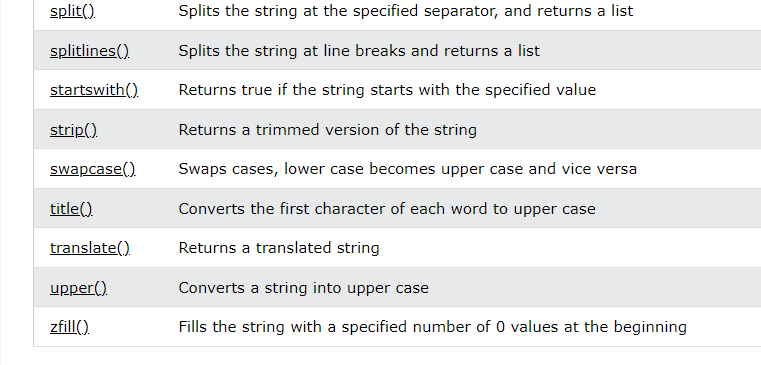 split() Splits the string at the specified separator, and returns a list
splitlines() Splits the string at line breaks and returns a list
startswith() Returns true if the string starts with the specified value
strip() Returns a trimmed version of the string
swapcase() Swaps cases, lower case becomes upper case and vice versa
title() Converts the first character of each word to upper case
translate() Returns a translated string
upper() Converts a string into upper case
zfill() Fills the string with a specified number of 0 values at the beginning